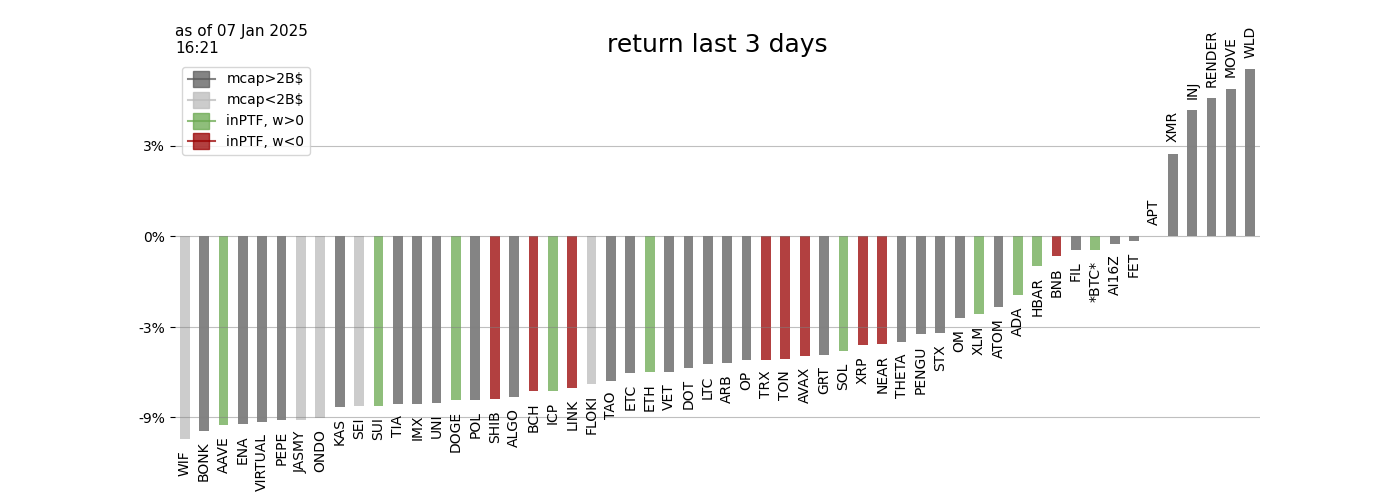 as of 07 Jan 2025
16:21
return last 3 days
mcap>2B$
mcap<2B$
inPTF, w>0
inPTF, w<0
3%
0%
-3%
-9%
WIF
BONK
AAVE
ENA
VIRTUAL
PEPE
JASMY
ONDO
KAS
SEI
SUI
TIA
IMX
UNI
DOGE
POL
SHIB
ALGO
BCH
ICP
LINK
FLOKI
TAO
ETC
ETH
VET
DOT
LTC
ARB
OP
TRX
TON
AVAX
GRT
SOL
XRP
NEAR
THETA
PENGU
STX
OM
XLM
ATOM
ADA
HBAR
BNB
FIL
*BTC*
AI16Z
FET
APT
XMR
INJ
RENDER
MOVE
WLD